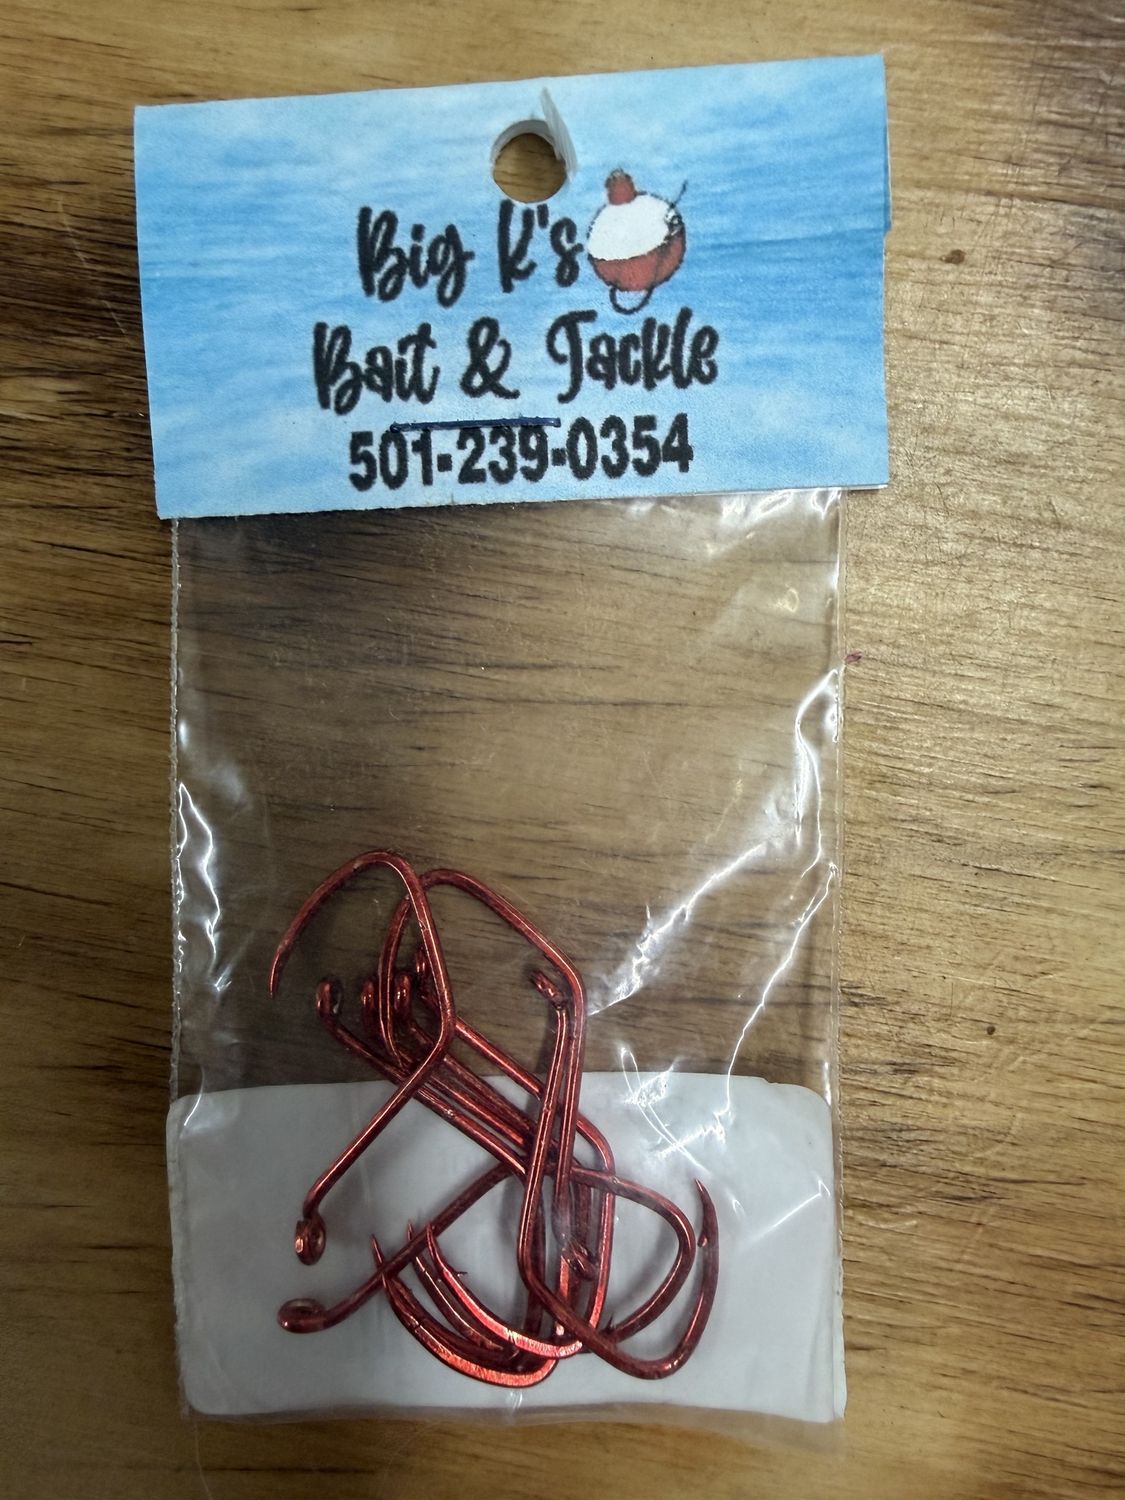 Big K's
Bait & Tackle
501-239-0354